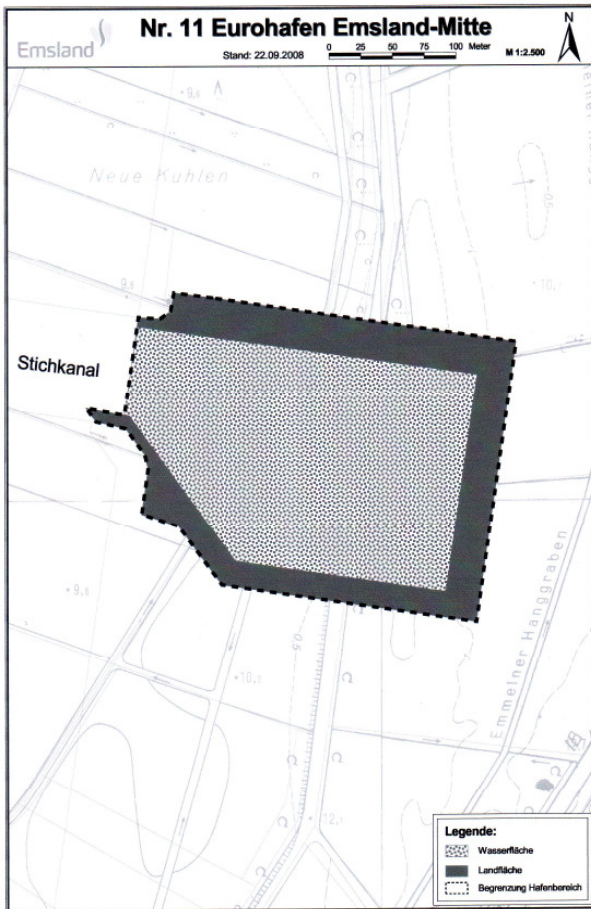 Emsland
Nr. 11 Eurohafen Emsland-Mitte
Stand: 22.09.2008
0 25 50 75 100 Meter
M 1:2.500
N
Neue Kuhlen
Stichkanal
Emmelner Hanggraben
Legende:
Wasserfläche
Landfläche
Begrenzung Hafenbereich